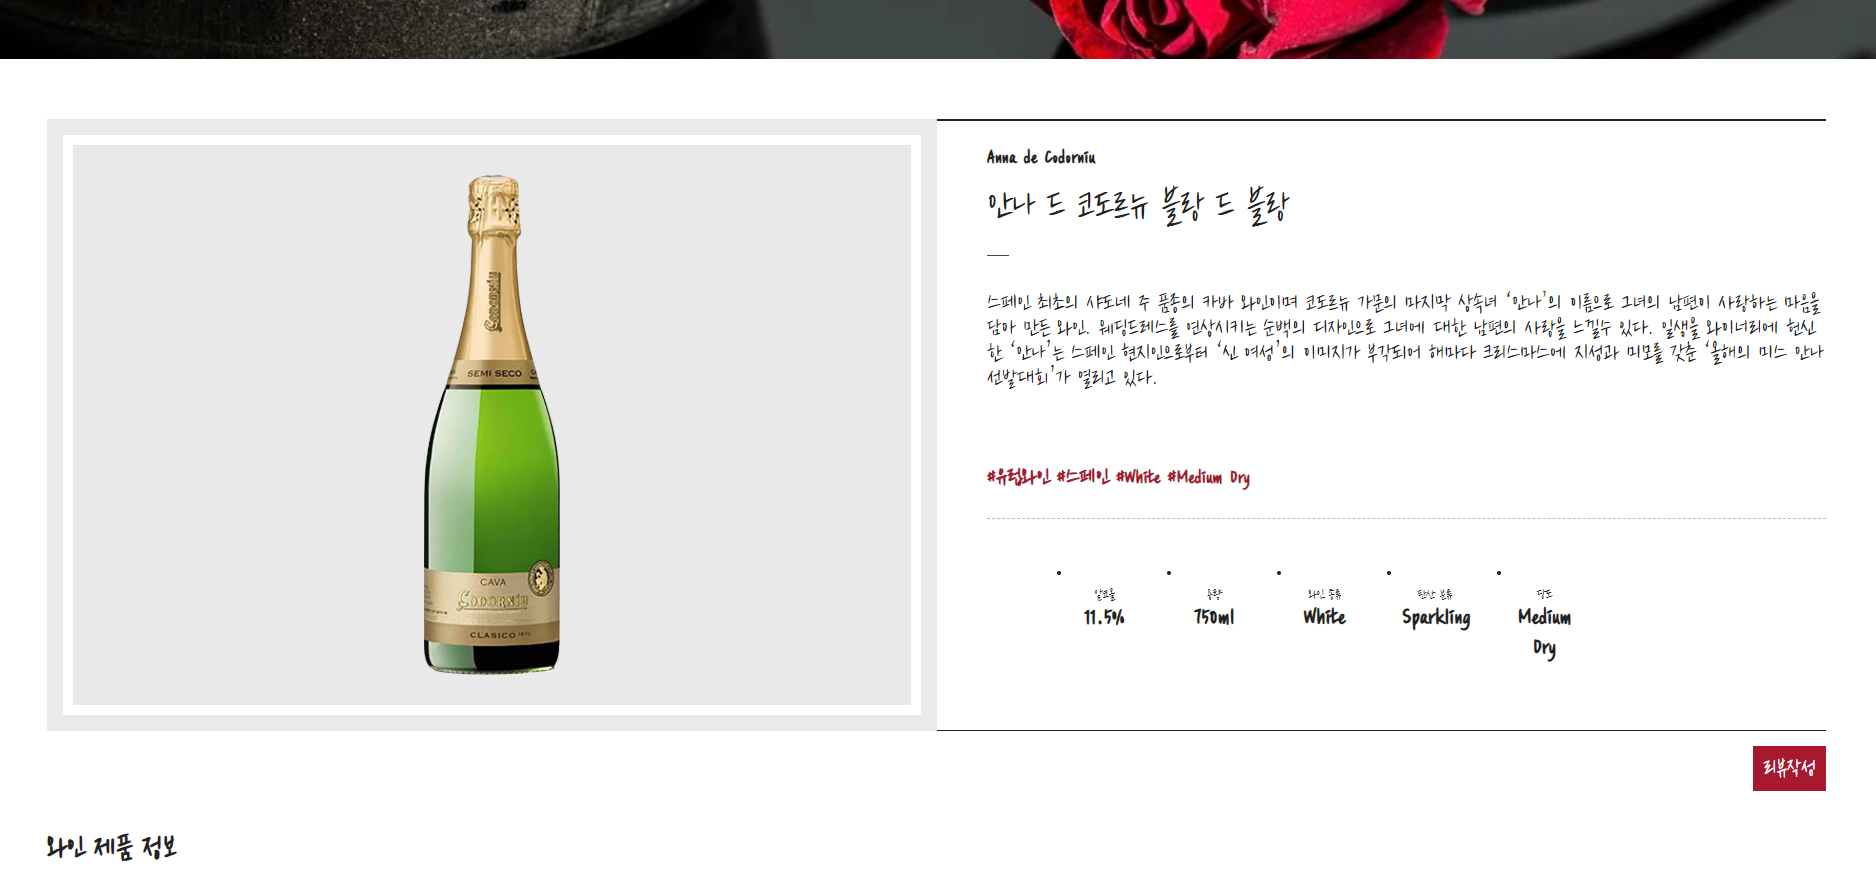 Codorníu
SEMI SECO
CAVA
Codorníu
CLASICO
Anna de Codorniu
안나 드 코도르뉴 블랑 드 블랑
스페인 최초의 샤도네 주 품종의 카바 와인이며 코도르뉴 가문의 마지막 상속녀 ‘안나’의 이름으로 그녀의 남편이 사랑하는 마음을
담아 만든 와인. 웨딩드레스를 연상시키는 순백의 디자인으로 그녀에 대한 남편의 사랑을 느낄수 있다. 일생을 와이너리에 헌신
한 ‘안나’는 스페인 현지인으로부터 ‘신 여성’의 이미지가 부각되어 해마다 크리스마스에 지성과 미모를 갖춘 ‘올해의 미스 안나
선발대회’가 열리고 있다.
#유럽와인 #스페인 #White #Medium Dry
알코올 용량 와인 종류 탄산 분류 당도
11.5% 750ml White Sparkling Medium
Dry
리뷰작성
와인 제품 정보